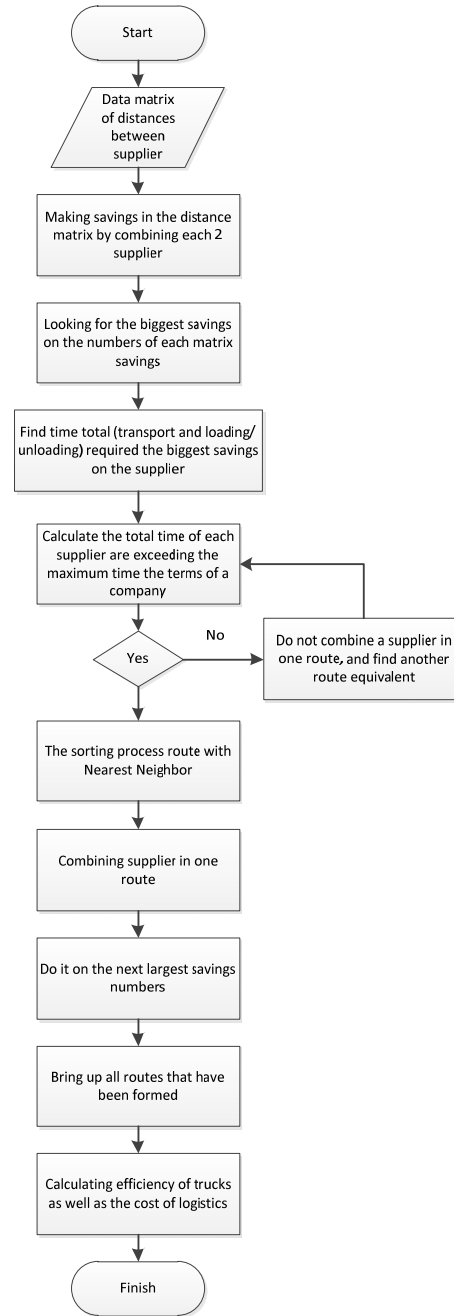 Start
Data matrix
of distances
between
supplier
Making savings in the distance
matrix by combining each 2
supplier
Looking for the biggest savings
on the numbers of each matrix
savings
Find time total (transport and loading/
unloading) required the biggest savings
on the supplier
Calculate the total time of each
supplier are exceeding the
maximum time the terms of a
company
Yes
No
Do not combine a supplier in
one route, and find another
route equivalent
The sorting process route with
Nearest Neighbor
Combining supplier in one
route
Do it on the next largest savings
numbers
Bring up all routes that have
been formed
Calculating efficiency of trucks
as well as the cost of logistics
Finish